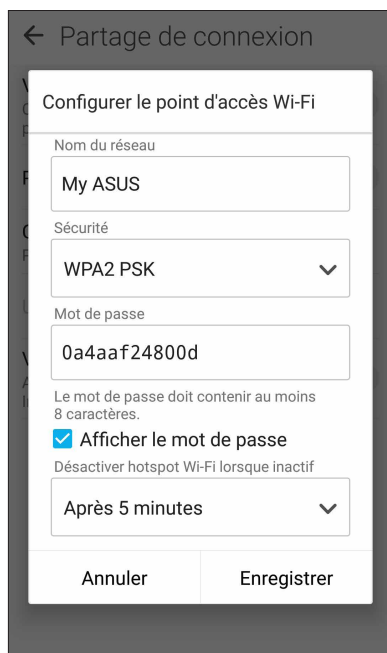 Partage de connexion
Configurer le point d'accès Wi-Fi
Nom du réseau
My ASUS
Sécurité
WPA2 PSK
Mot de passe
0a4aaf24800d
Le mot de passe doit contenir au moins
8 caractères.
Afficher le mot de passe
Désactiver hotspot Wi-Fi lorsque inactif
Après 5 minutes
Annuler
Enregistrer